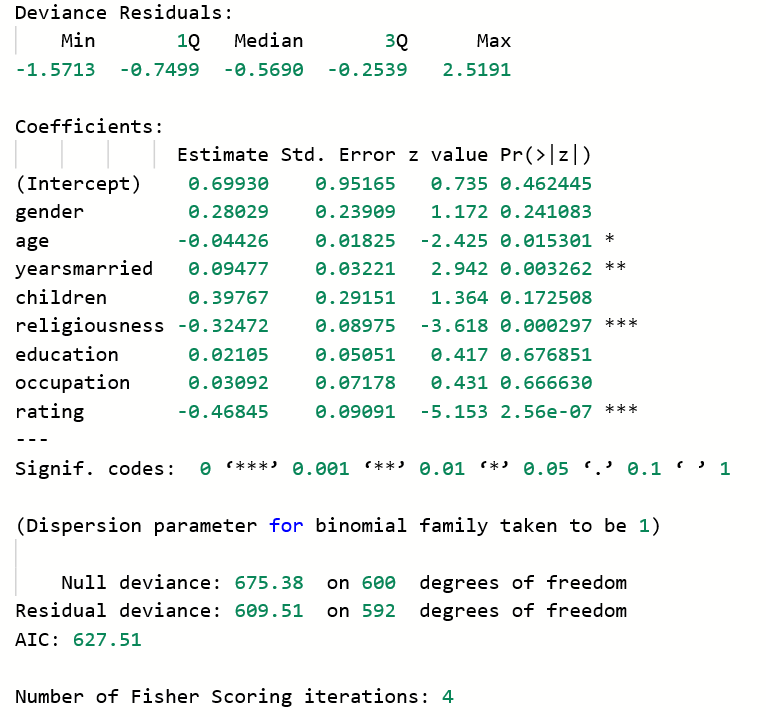 Deviance Residuals:
Min 1Q Median 3Q Max
-1.5713 -0.7499 -0.5690 -0.2539 2.5191
Coefficients:
Estimate Std. Error z value Pr(>|z|)
(Intercept) 0.69930 0.95165 0.735 0.462445
gender 0.28029 0.23909 1.172 0.241083
age -0.04426 0.01825 -2.425 0.015301 *
yearsmarried 0.09477 0.03221 2.942 0.003262 **
children 0.39767 0.29151 1.364 0.172508
religiousness -0.32472 0.08975 -3.618 0.000297 ***
education 0.02105 0.05051 0.417 0.676851
occupation 0.03092 0.07178 0.431 0.666630
rating -0.46845 0.09091 -5.153 2.56e-07 ***
---
Signif. codes: 0 ‘***’ 0.001 ‘**’ 0.01 ‘*’ 0.05 ‘.’ 0.1 ‘ ’ 1
(Dispersion parameter for binomial family taken to be 1)
Null deviance: 675.38 on 600 degrees of freedom
Residual deviance: 609.51 on 592 degrees of freedom
AIC: 627.51
Number of Fisher Scoring iterations: 4